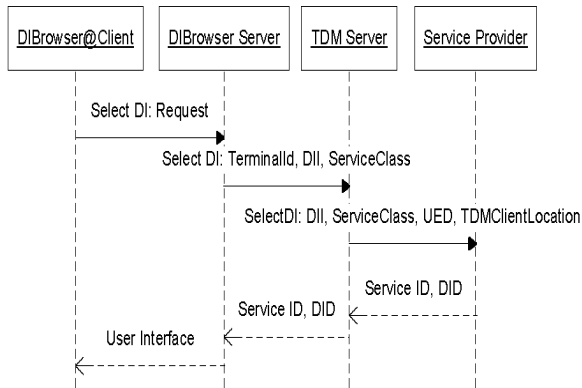 DIBrowser@Client
DIBrowser Server
TDM Server
Service Provider
Select DI: Request
Select DI: TerminalId, DII, ServiceClass
SelectDI: DII, ServiceClass, UED, TDMClientLocation
Service ID, DID
Service ID, DID
User Interface